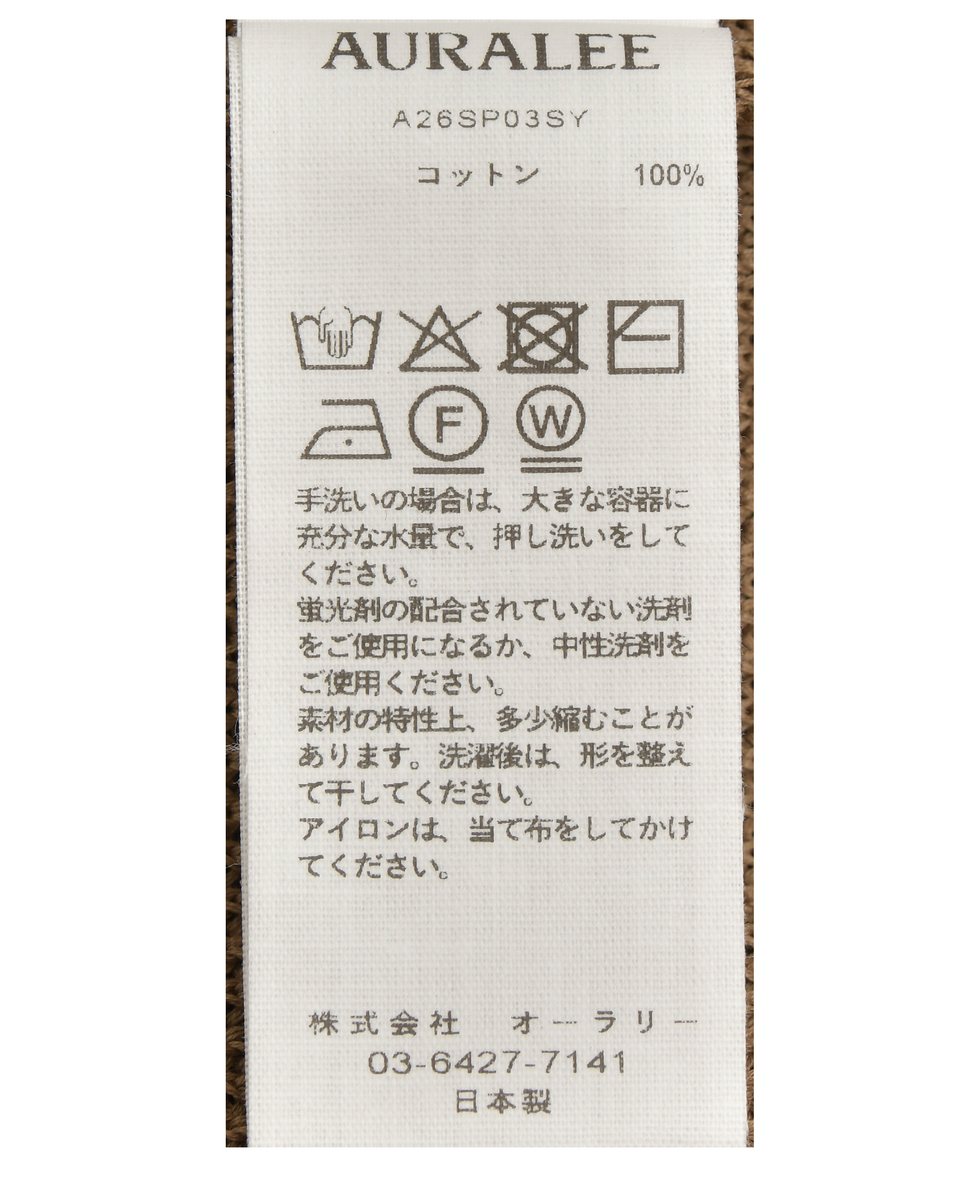 AURALEE
A26SP03SY
コットン 100%
F W
手洗いの場合は、大きな容器に
充分な水量で、押し洗いをして
ください。
蛍光剤の配合されていない洗剤
をご使用になるか、中性洗剤を
ご使用ください。
素材の特性上、多少縮むことが
あります。洗濯後は、形を整え
て干してください。
アイロンは、当て布をしてかけ
てください。
株式会社 オーラリー
03-6427-7141
日本製